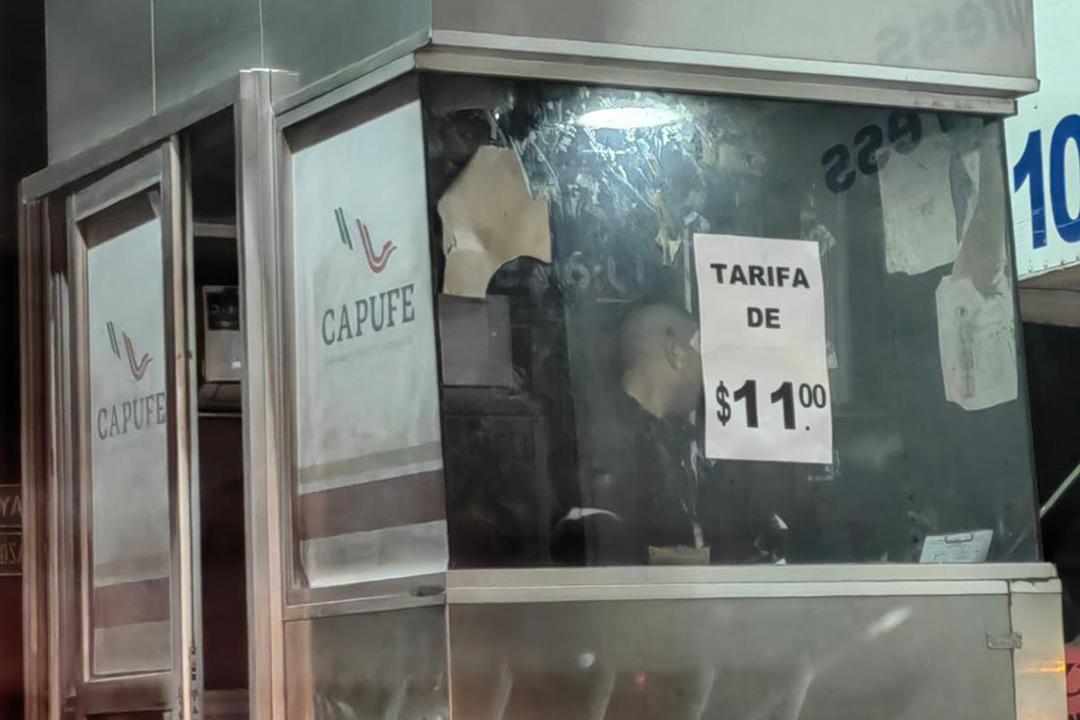 CAPUFE
CAPUFE
TARIFA
DE
$11.00
10